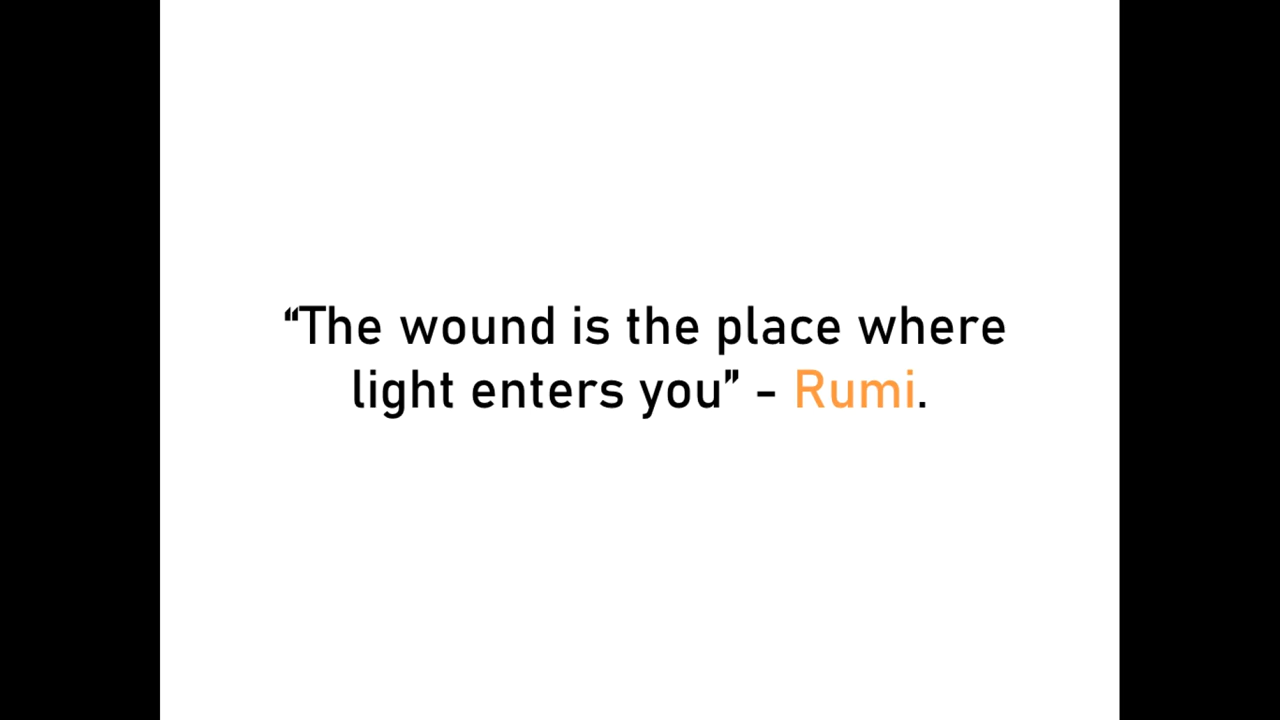 “The wound is the place where
light enters you” - Rumi.